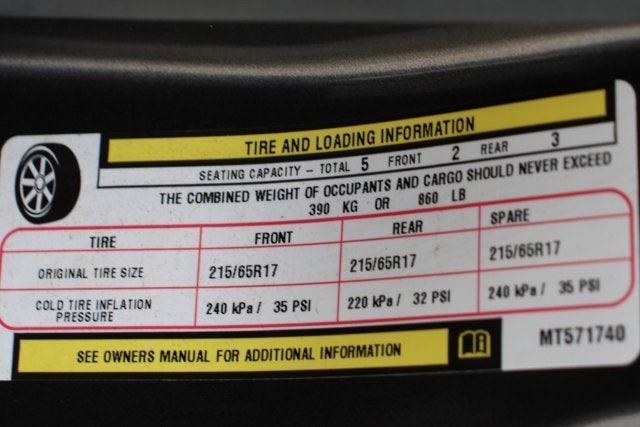 TIRE AND LOADING INFORMATION
SEATING CAPACITY – TOTAL 5 FRONT 2 REAR 3
THE COMBINED WEIGHT OF OCCUPANTS AND CARGO SHOULD NEVER EXCEED
390 KG OR 860 LB
TIRE FRONT REAR SPARE
ORIGINAL TIRE SIZE 215/65R17 215/65R17 215/65R17
COLD TIRE INFLATION PRESSURE 240 kPa / 35 PSI 220 kPa / 32 PSI 240 kPa / 35 PSI
SEE OWNERS MANUAL FOR ADDITIONAL INFORMATION
MT571740